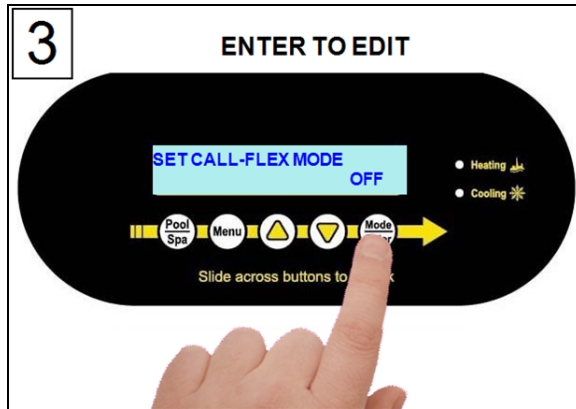 3
ENTER TO EDIT
SET CALL-FLEX MODE
OFF
Heating
Cooling
Pool
Spa
Menu
Mode
Slide across buttons to